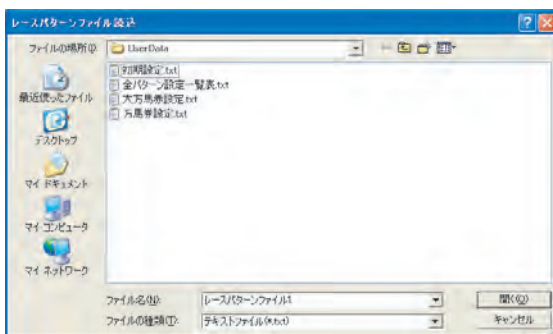 レースパターンファイル読込
ファイルの場所(I):
UserData
初期設定.txt
全パターン設定一覧表.txt
大万馬券設定.txt
万馬券設定.txt
最近使ったファイル
デスクトップ
マイ ドキュメント
マイ コンピュータ
マイ ネットワーク
ファイル名(N):
レースパターンファイル1
開く(O)
ファイルの種類(T):
テキストファイル(*.txt)
キャンセル